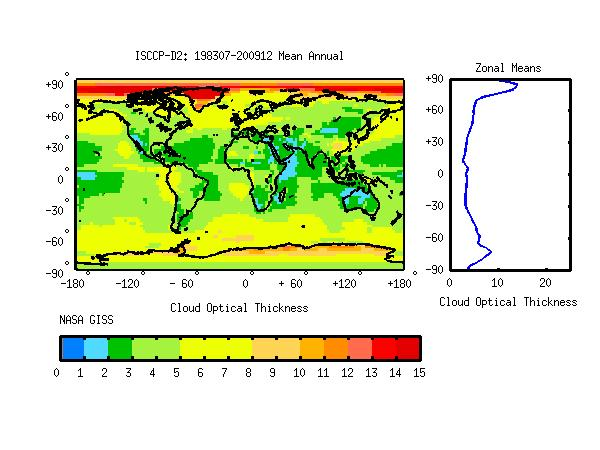 ISCCP-D2: 198307-200912 Mean Annual
Zonal Means
+90
+60
+30
0
-30
-60
-90
-180 -120 - 60 0 + 60 +120 +180
Cloud Optical Thickness
+90
+60
+30
0
-30
-60
-90
0 10 20
Cloud Optical Thickness
NASA GISS
0 1 2 3 4 5 6 7 8 9 10 11 12 13 14 15